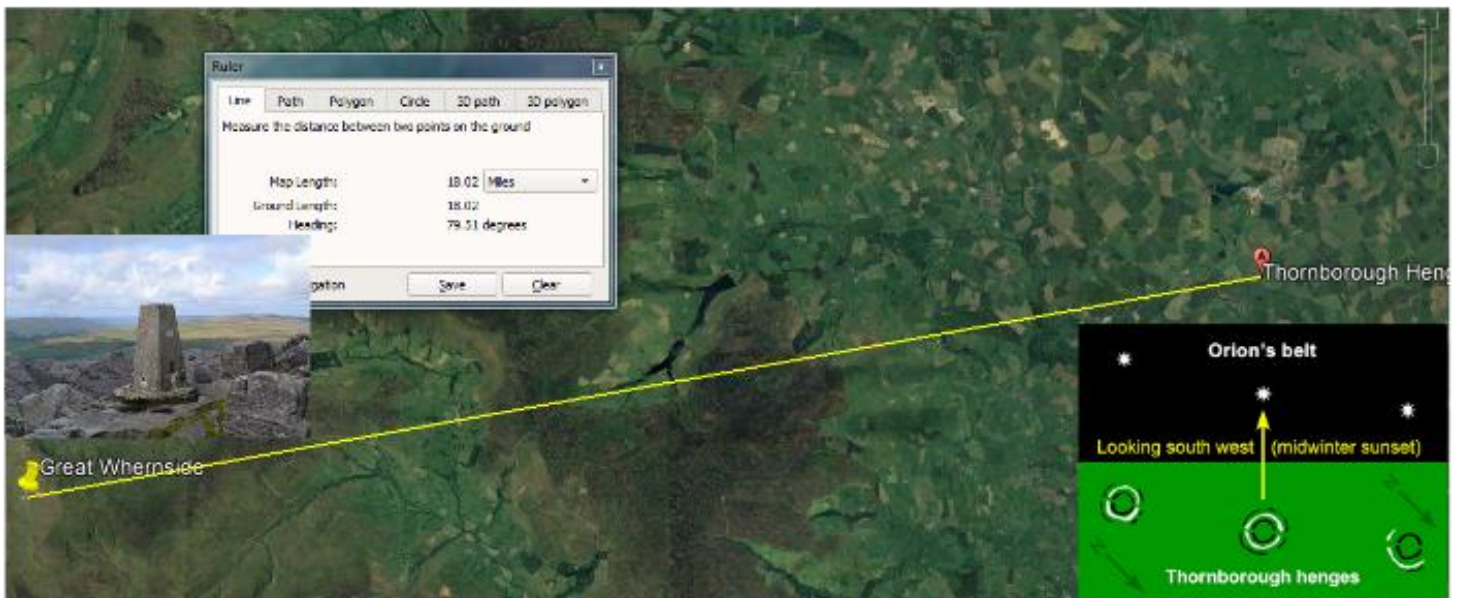 Ruler
Line Path Polygon Circle 3D path 3D polygon
Measure the distance between two points on the ground
Map Length: 18.02 Miles
Ground Length: 18.02
Heading: 79.51 degrees
gation Save Clear
Thornborough Heng
Great Whernside
Orion's belt
Looking south west (midwinter sunset)
N N
Thornborough henges